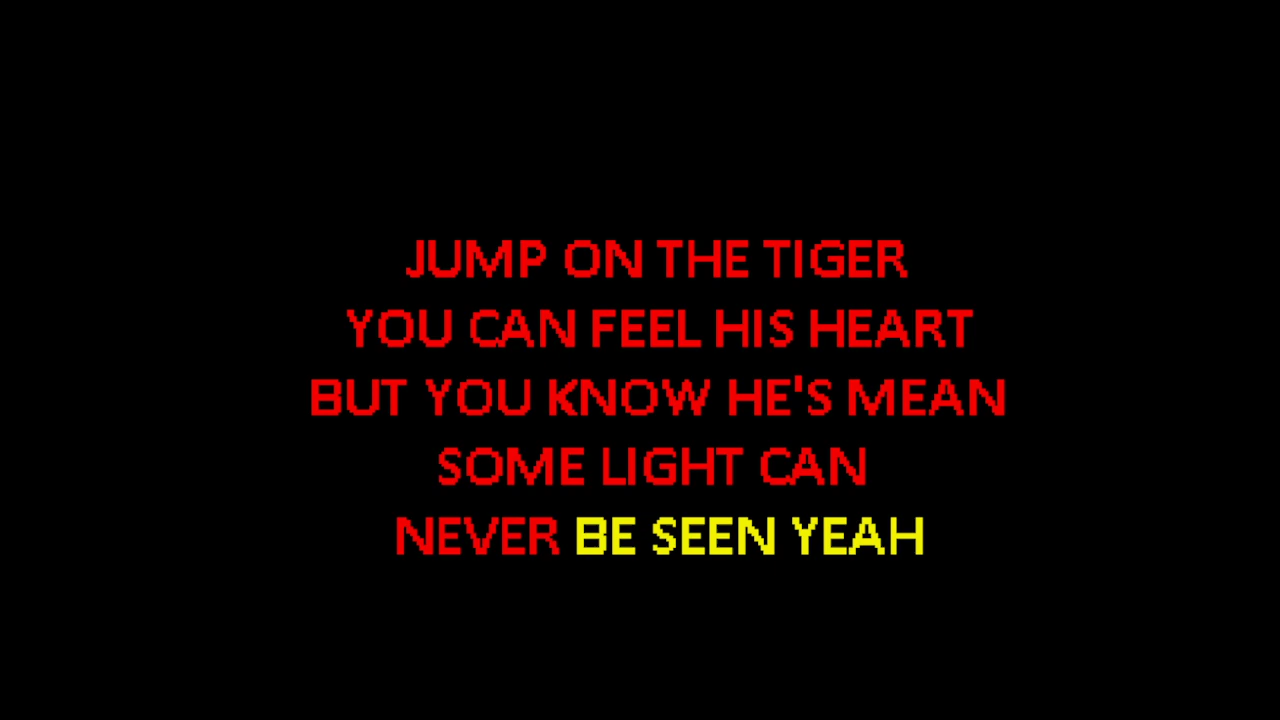 JUMP ON THE TIGER
YOU CAN FEEL HIS HEART
BUT YOU KNOW HE'S MEAN
SOME LIGHT CAN
NEVER BE SEEN YEAH